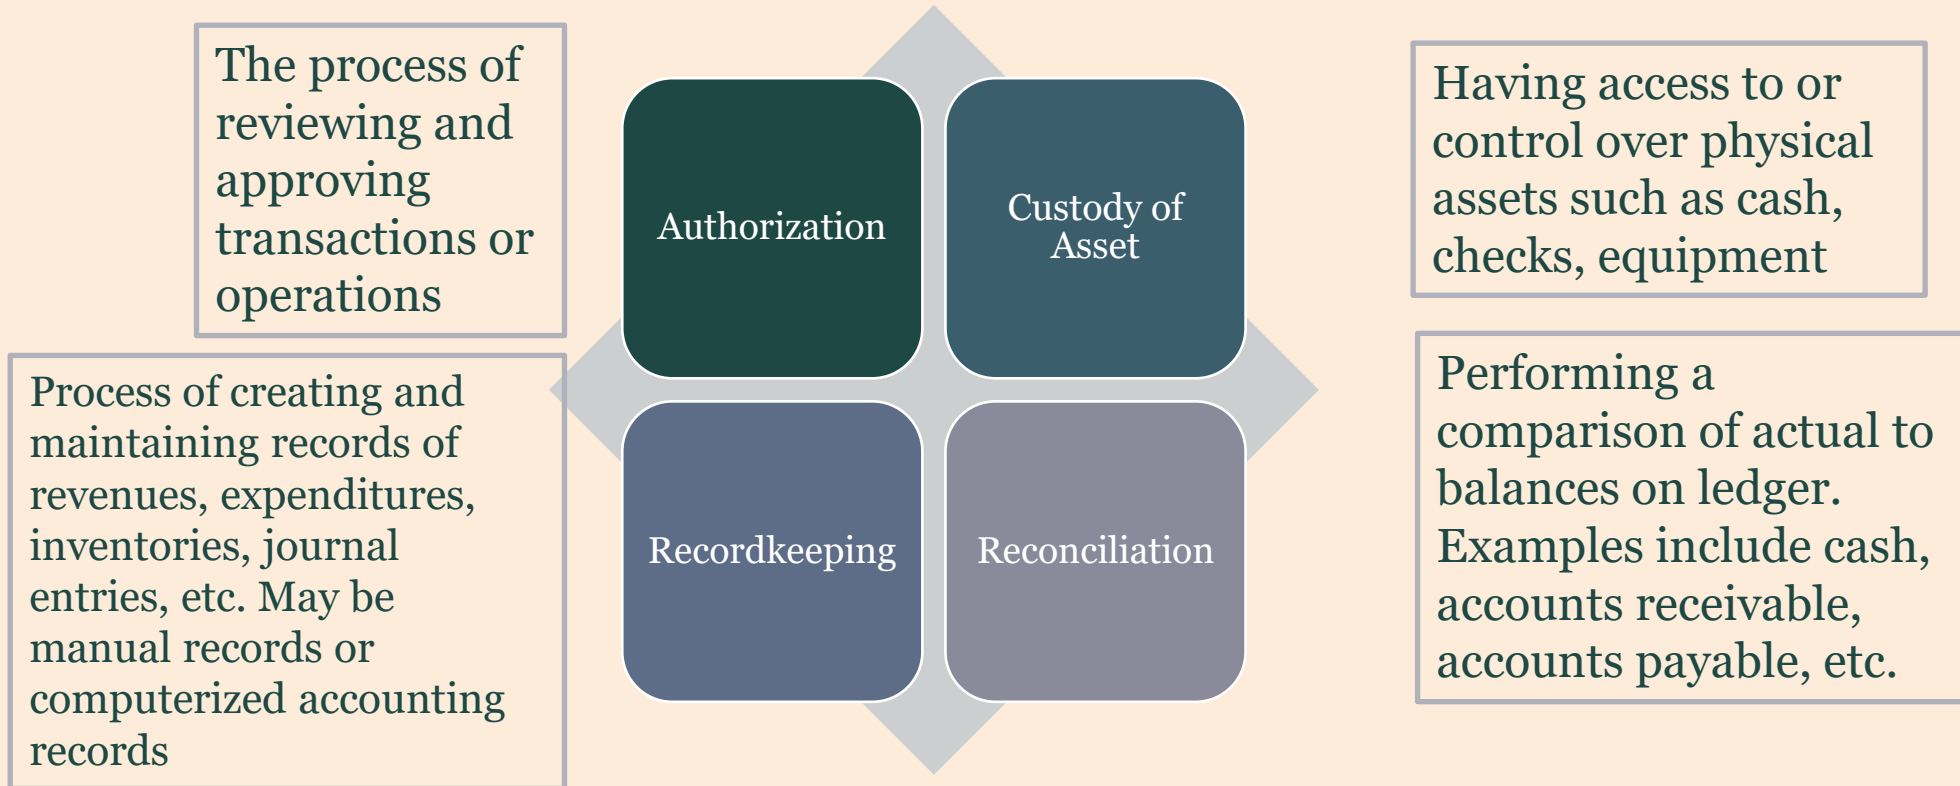 The process of
reviewing and
approving
transactions or
operations
Authorization
Custody of
Asset
Having access to or
control over physical
assets such as cash,
checks, equipment
Process of creating and
maintaining records of
revenues, expenditures,
inventories, journal
entries, etc. May be
manual records or
computerized accounting
records
Recordkeeping
Reconciliation
Performing a
comparison of actual to
balances on ledger.
Examples include cash,
accounts receivable,
accounts payable, etc.